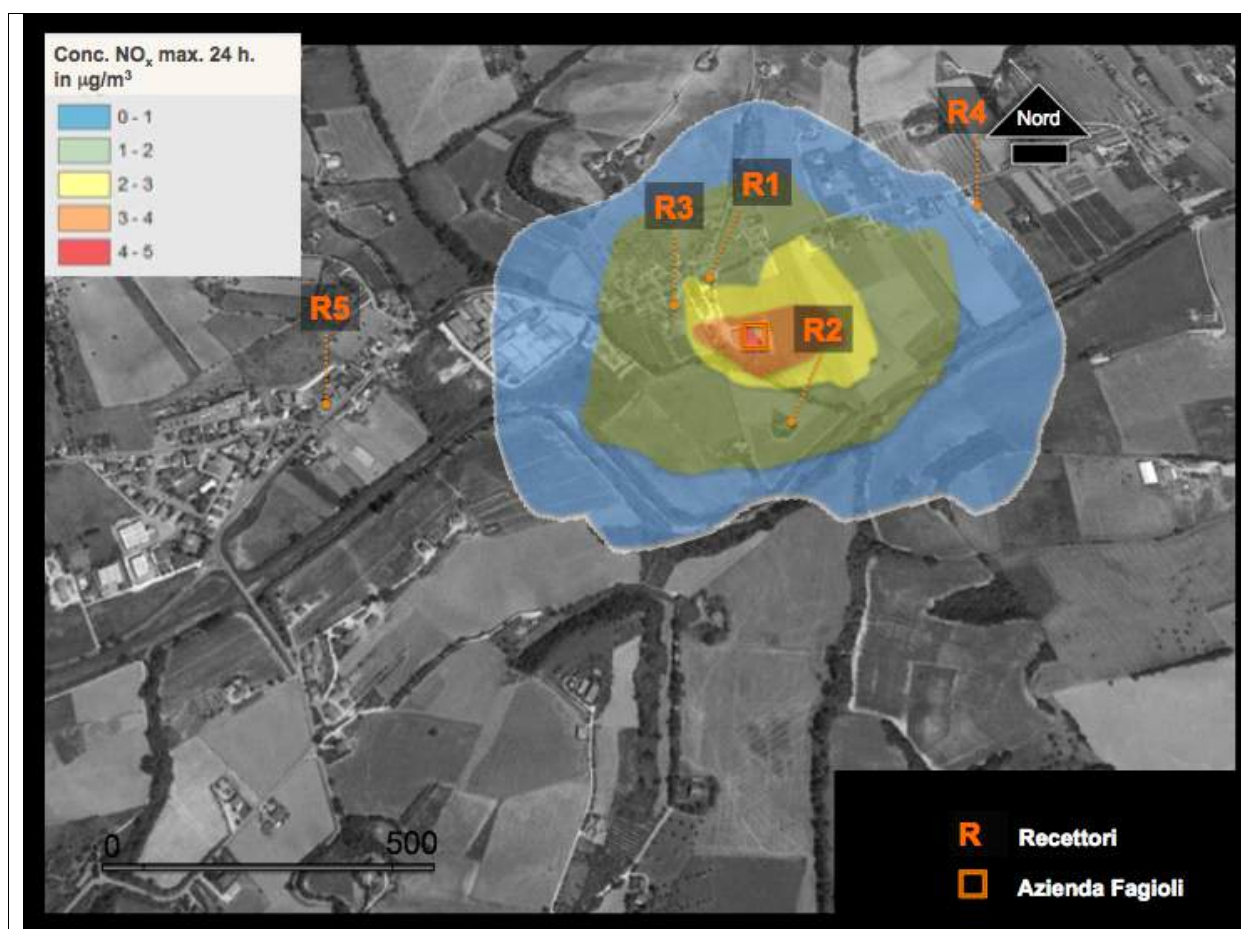 Conc. NOx max. 24 h.
in µg/m³
0 - 1
1 - 2
2 - 3
3 - 4
4 - 5
R4
Nord
R1
R3
R5
R2
0 500
R Recettori
Azienda Fagioli